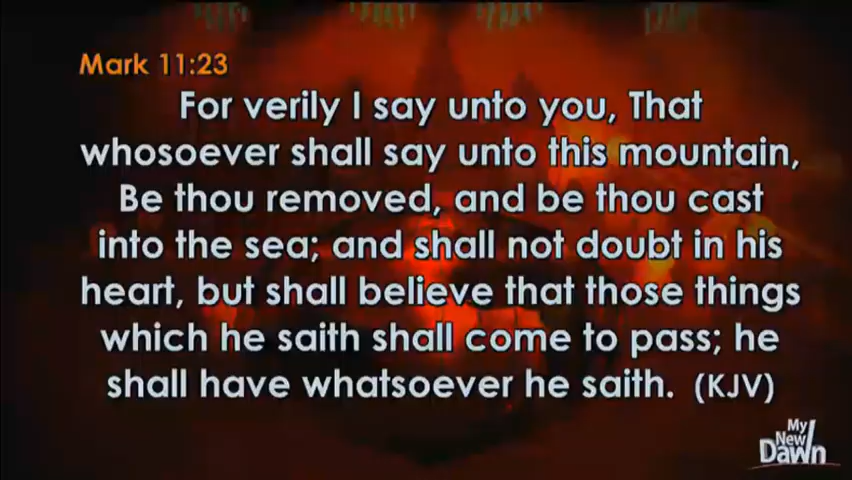 Mark 11:23
For verily I say unto you, That
whosoever shall say unto this mountain,
Be thou removed, and be thou cast
into the sea; and shall not doubt in his
heart, but shall believe that those things
which he saith shall come to pass; he
shall have whatsoever he saith. (KJV)
My
New
Dawn